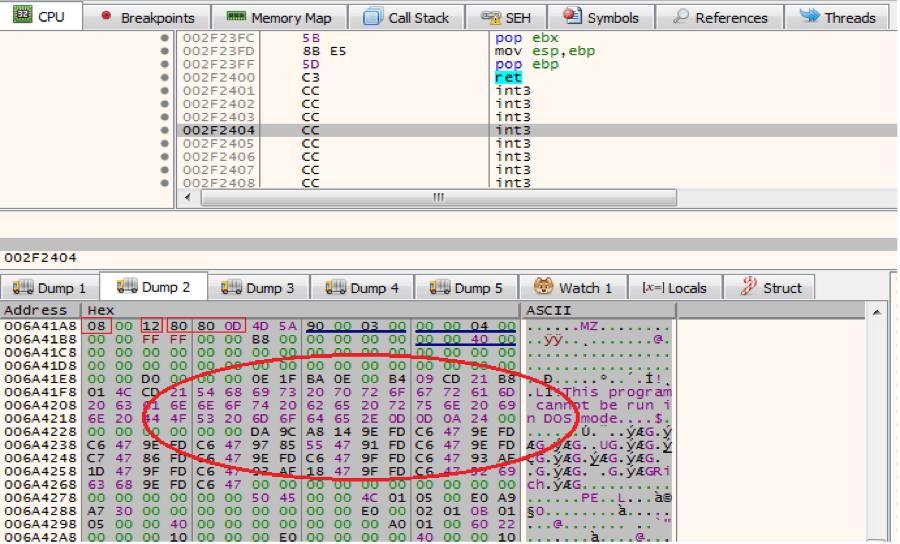 CPU Breakpoints Memory Map Call Stack SEH Symbols References Threads
002F23FC 5B pop ebx
002F23FD 8B E5 mov esp,ebp
002F23FF 5D pop ebp
002F2400 C3 ret
002F2401 CC int3
002F2402 CC int3
002F2403 CC int3
002F2404 CC int3
002F2405 CC int3
002F2406 CC int3
002F2407 CC int3
002F2408 CC int3
002F2404
Dump 1 Dump 2 Dump 3 Dump 4 Dump 5 Watch 1 [x=] Locals Struct
Address Hex ASCII
006A41A8 08 00 12 80 80 0D 4D 5A 90 00 03 00 00 00 04 00 ......MZ........
006A41B8 00 00 FF FF 00 00 B8 00 00 00 00 00 00 00 40 00 ..ÿÿ..¸.......@.
006A41C8 00 00 00 00 00 00 00 00 00 00 00 00 00 00 00 00 ................
006A41D8 00 00 00 00 00 00 00 00 00 00 00 00 00 00 00 00 ................
006A41E8 00 00 D0 00 00 00 0E 1F BA 0E 00 B4 09 CD 21 B8 ..Ð.....º..´.Í!¸
006A41F8 01 4C CD 21 54 68 69 73 20 70 72 6F 67 72 61 6D .LÍ!This program
006A4208 20 63 61 6E 6E 6F 74 20 62 65 20 72 75 6E 20 69 cannot be run i
006A4218 6E 20 44 4F 53 20 6D 6F 64 65 2E 0D 0D 0A 24 00 n DOS mode....$.
006A4228 00 00 00 00 00 00 DA 9C A8 14 9E FD C6 47 9E FD ......Ú.¨..ýÆG.ý
006A4238 C6 47 9E FD C6 47 97 85 55 47 91 FD C6 47 9E FD ÆG.ýÆG..UG.ýÆG.ý
006A4248 C7 47 86 FD C6 47 9E FD C6 47 9F FD C6 47 93 AF ÇG.ýÆG.ýÆG.ýÆG.¯
006A4258 1D 47 9F FD C6 47 93 AF 18 47 9F FD C6 47 52 69 .G.ýÆG.¯.G.ýÆGRi
006A4268 63 68 9E FD C6 47 00 00 00 00 00 00 00 00 00 00 ch.ýÆG..........
006A4278 00 00 00 00 00 00 50 45 00 00 4C 01 05 00 E0 A9 ......PE..L...à©
006A4288 A7 30 00 00 00 00 00 00 00 00 E0 00 02 01 0B 01 §0........à.....
006A4298 05 00 00 40 00 00 00 00 00 00 00 A0 01 00 60 22 ...@....... ..`"
006A42A8 00 00 00 10 00 00 00 E0 00 00 00 00 40 00 00 10 .......à....@...